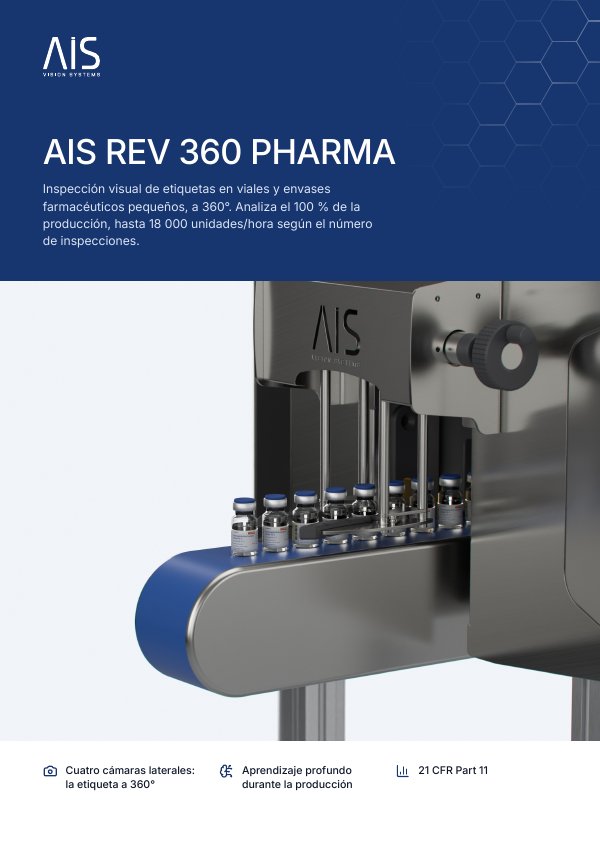 AIS
VISION SYSTEMS
AIS REV 360 PHARMA
Inspección visual de etiquetas en viales y envases
farmacéuticos pequeños, a 360°. Analiza el 100 % de la
producción, hasta 18 000 unidades/hora según el número
de inspecciones.
AIS
VISION SYSTEMS
Cuatro cámaras laterales:
la etiqueta a 360°
Aprendizaje profundo
durante la producción
21 CFR Part 11